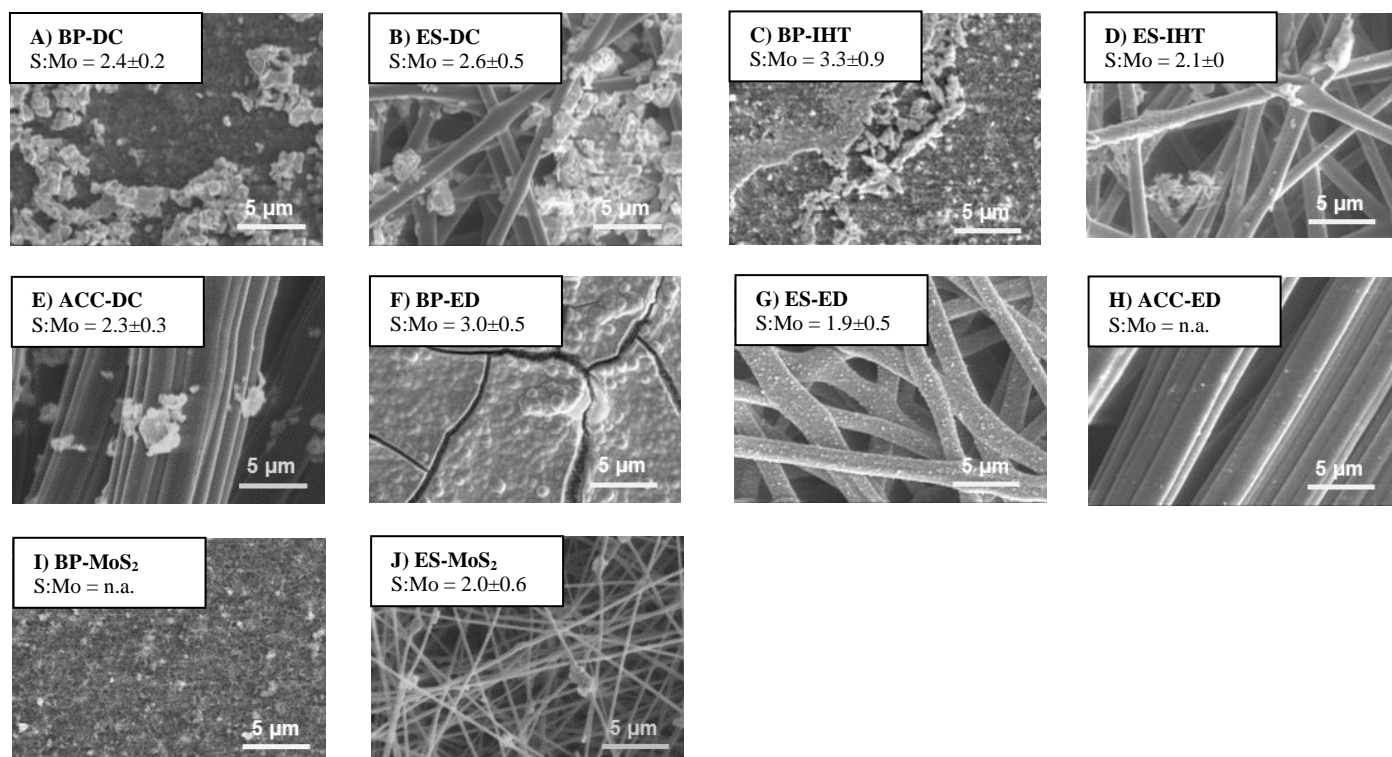 A) BP-DC
S:Mo = 2.4±0.2
5 µm
B) ES-DC
S:Mo = 2.6±0.5
5 µm
C) BP-IHT
S:Mo = 3.3±0.9
5 µm
D) ES-IHT
S:Mo = 2.1±0
5 µm
E) ACC-DC
S:Mo = 2.3±0.3
5 µm
F) BP-ED
S:Mo = 3.0±0.5
5 µm
G) ES-ED
S:Mo = 1.9±0.5
5 µm
H) ACC-ED
S:Mo = n.a.
5 µm
I) BP-MoS₂
S:Mo = n.a.
5 µm
J) ES-MoS₂
S:Mo = 2.0±0.6
5 µm